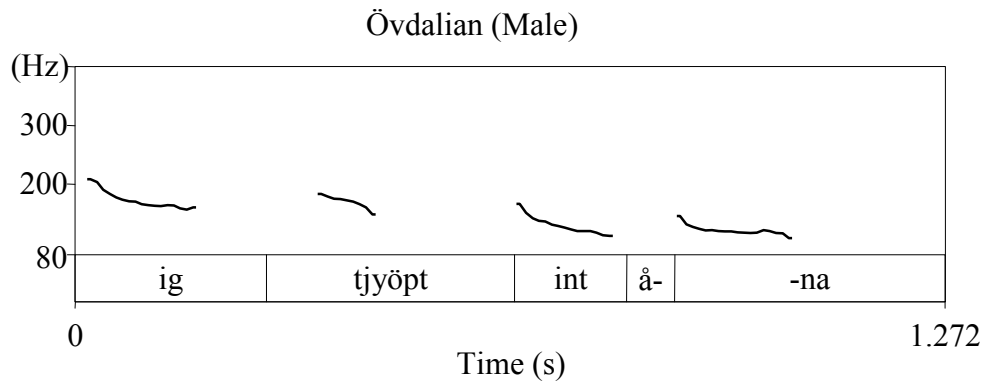 Övdalian (Male)
(Hz)
300
200
80
ig tjyöpt int å- -na
0 1.272
Time (s)